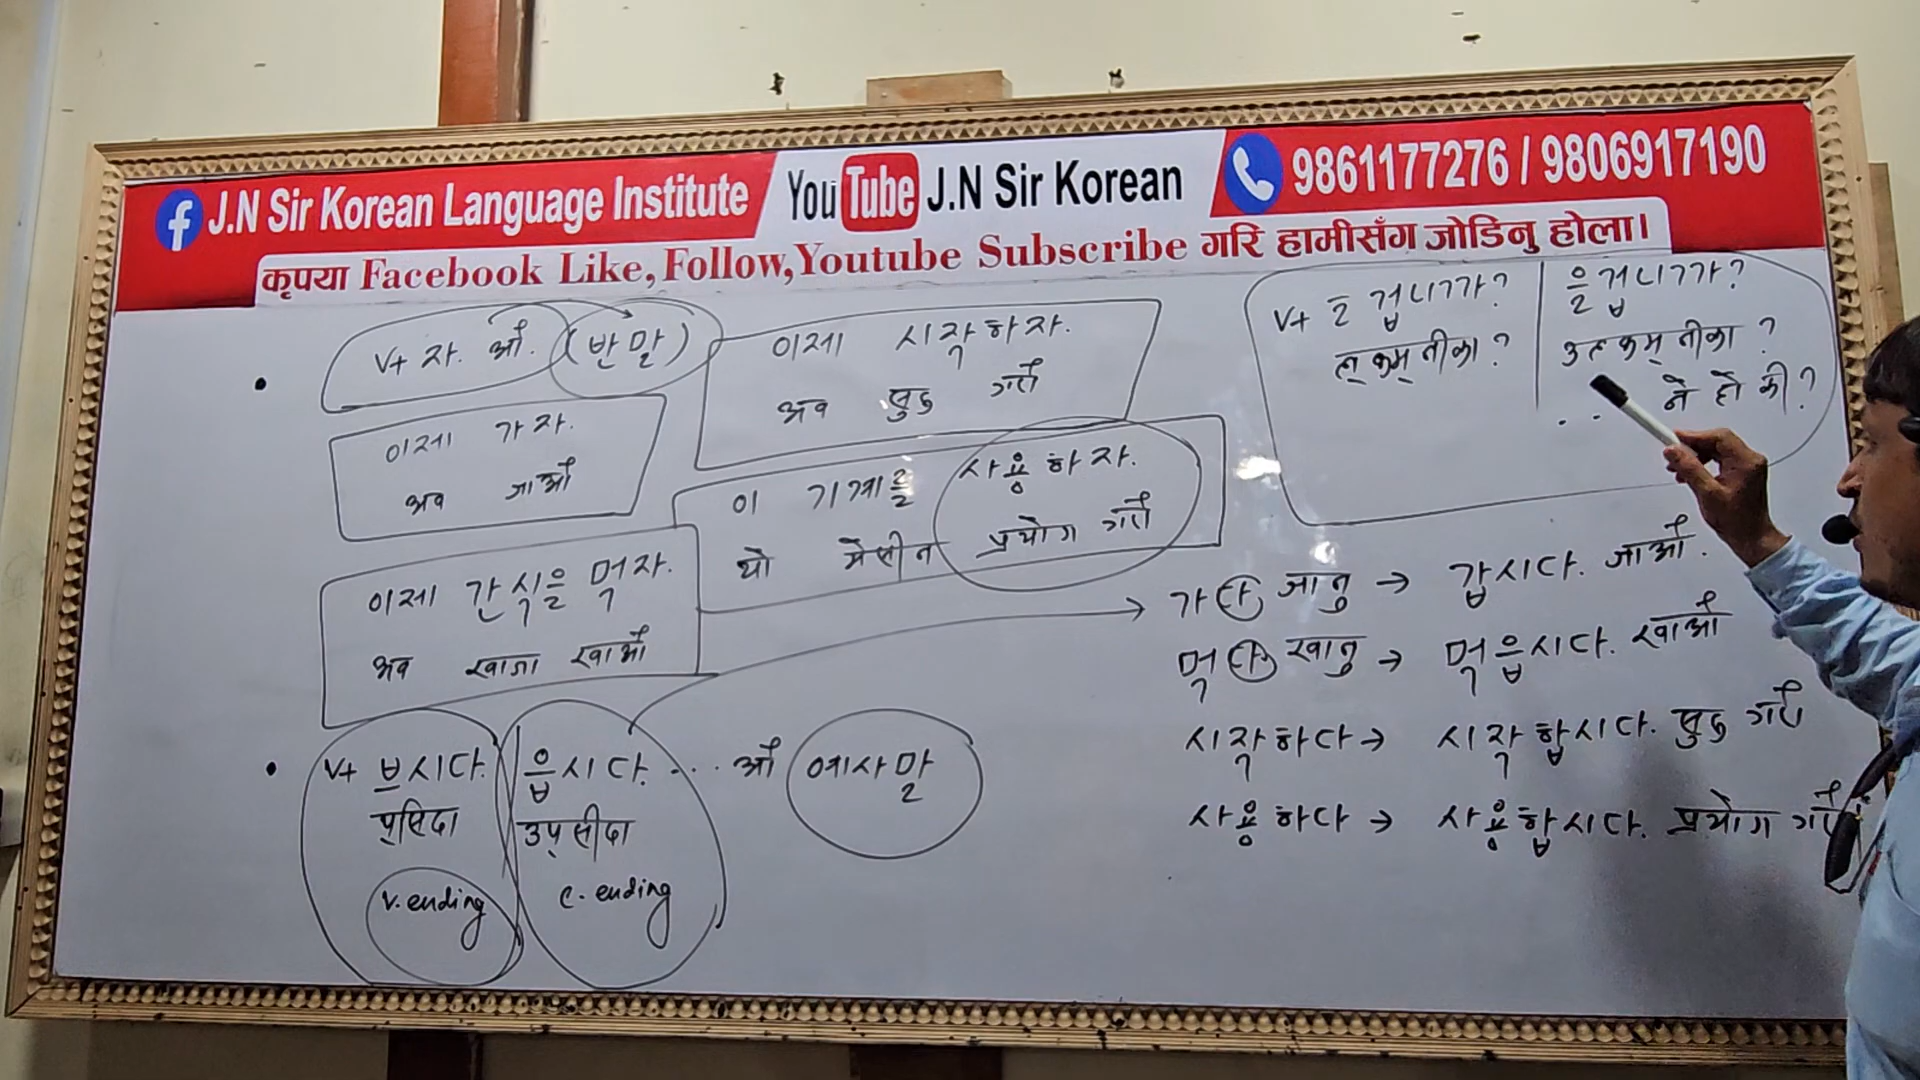 J.N Sir Korean Language Institute
YouTube J.N Sir Korean
9861177276 / 9806917190
कृपया Facebook Like, Follow, Youtube Subscribe गरि हामीसँग जोडिनु होला।
V+ 자. औं. (반말)
이제 가자.
अब जाऔं
이제 시작하자.
अब सुरु गरौं
이 기계를 사용하자.
यो मेसीन प्रयोग गरौं
이제 간식을 먹자.
अब खाजा खाऔं
V+ ㅂ시다. 읍시다. ... औं 예사말
प्सिदा उप्सीदा
V. ending C. ending
V+ ㄹ겁니까? 을겁니까?
ल् कम् नीका? उल कम् नीका?
.. ने हो की?
가다 जानु → 갑시다. जाऔं.
먹다 खानु → 먹읍시다. खाऔं
시작하다 → 시작합시다. सुरु गरौं
사용하다 → 사용합시다. प्रयोग गरौं